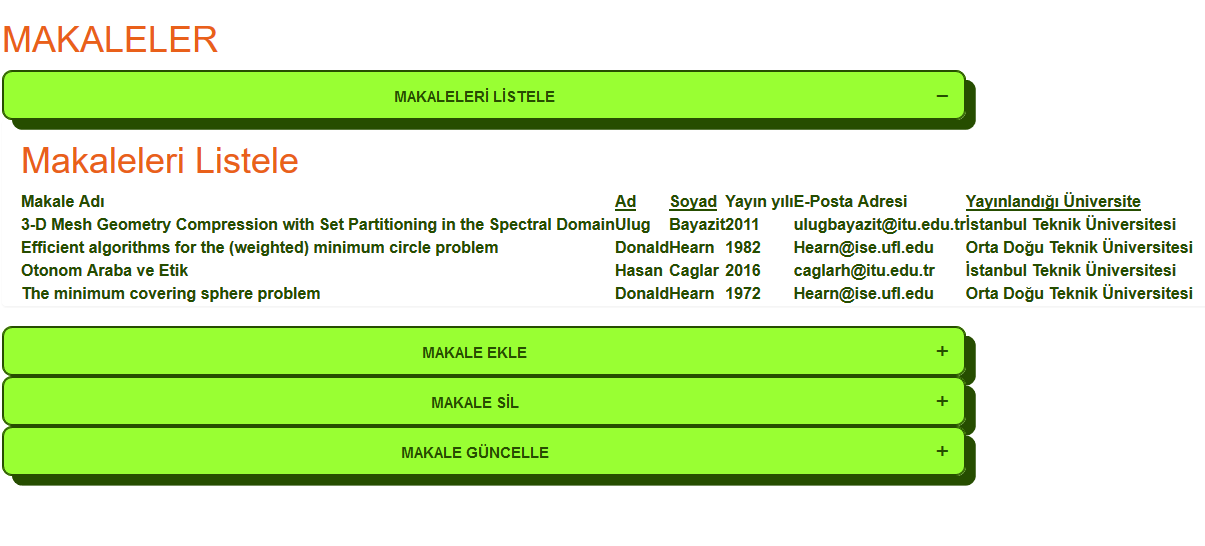 MAKALELER
MAKALELERİ LİSTELE −
Makaleleri Listele
Makale Adı Ad Soyad Yayın yılı E-Posta Adresi Yayınlandığı Üniversite
3-D Mesh Geometry Compression with Set Partitioning in the Spectral Domain Ulug Bayazit 2011 ulugbayazit@itu.edu.tr İstanbul Teknik Üniversitesi
Efficient algorithms for the (weighted) minimum circle problem Donald Hearn 1982 Hearn@ise.ufl.edu Orta Doğu Teknik Üniversitesi
Otonom Araba ve Etik Hasan Caglar 2016 caglarh@itu.edu.tr İstanbul Teknik Üniversitesi
The minimum covering sphere problem Donald Hearn 1972 Hearn@ise.ufl.edu Orta Doğu Teknik Üniversitesi
MAKALE EKLE +
MAKALE SİL +
MAKALE GÜNCELLE +